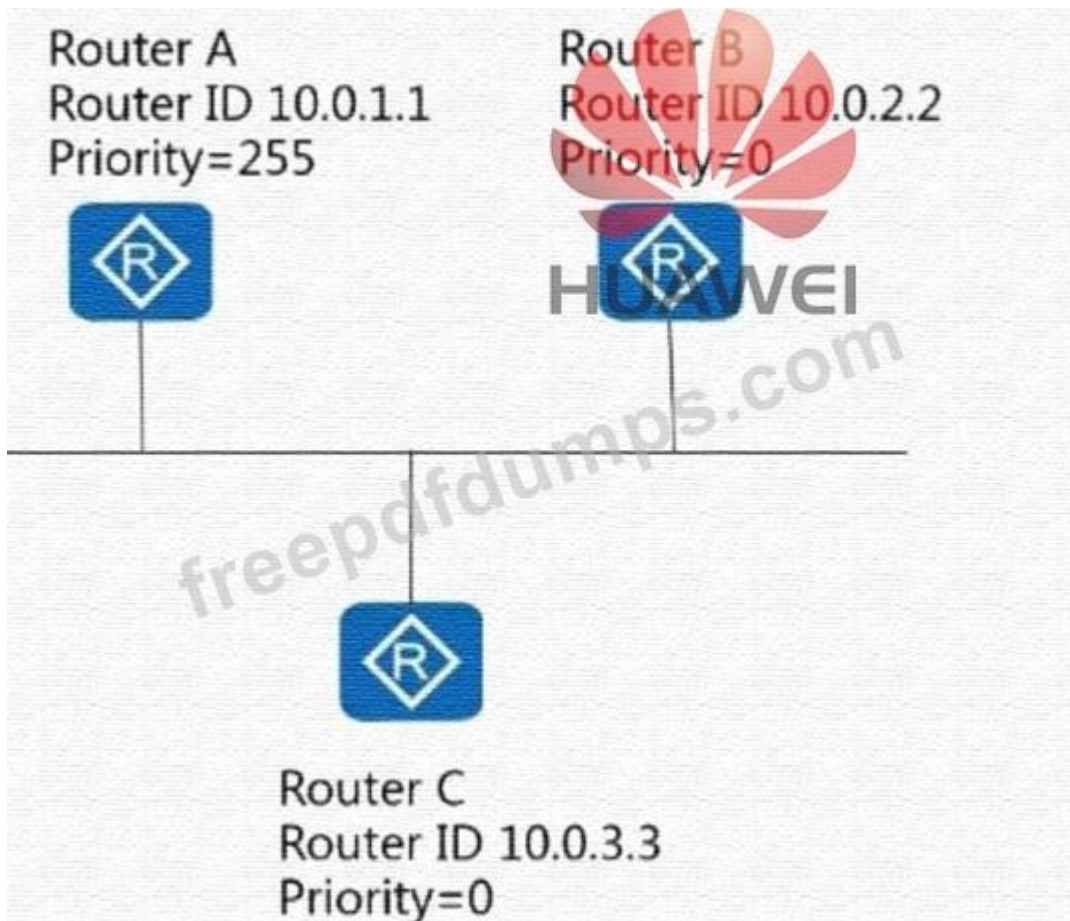 Router A
Router ID 10.0.1.1
Priority=255
Router B
Router ID 10.0.2.2
Priority=0
R
R
HUAWEI
freepdfdumps.com
R
Router C
Router ID 10.0.3.3
Priority=0